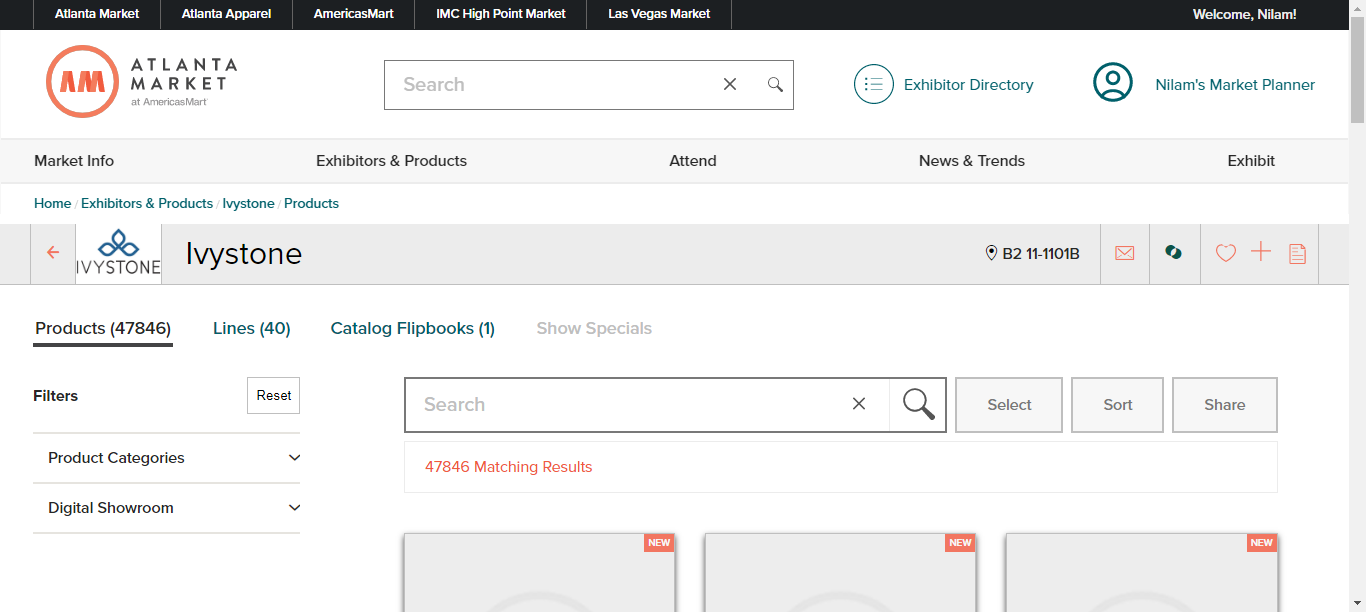 Atlanta Market Atlanta Apparel AmericasMart IMC High Point Market Las Vegas Market Welcome, Nilam!
AM ATLANTA
MARKET
at AmericasMart
Search
Exhibitor Directory
Nilam's Market Planner
Market Info Exhibitors & Products Attend News & Trends Exhibit
Home / Exhibitors & Products / Ivystone / Products
IVYSTONE
Ivystone
B2 11-1101B
Products (47846) Lines (40) Catalog Flipbooks (1) Show Specials
Filters Reset
Search Select Sort Share
Product Categories
47846 Matching Results
Digital Showroom
NEW NEW NEW